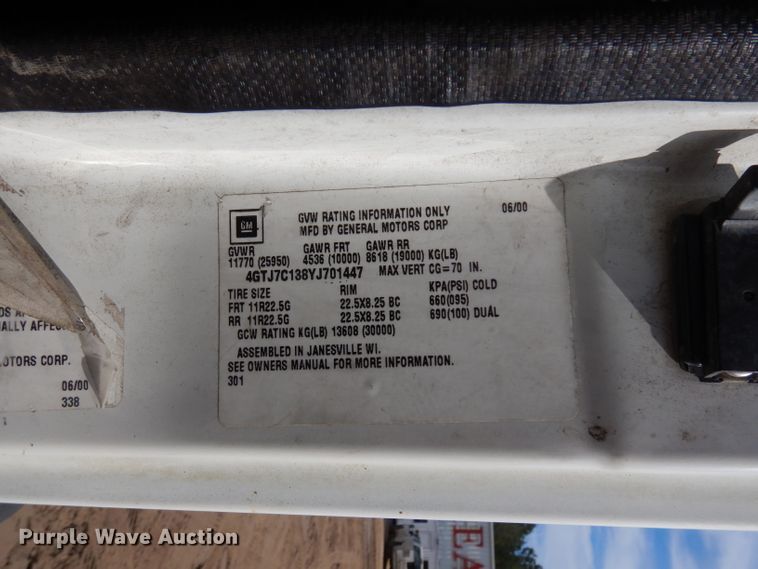 GM
GVW RATING INFORMATION ONLY 06/00
MFD BY GENERAL MOTORS CORP
GVWR GAWR FRT GAWR RR
11770 (25950) 4536 (10000) 8618 (19000) KG(LB)
4GTJ7C138YJ701447 MAX VERT CG=70 IN.
TIRE SIZE RIM KPA(PSI) COLD
FRT 11R22.5G 22.5X8.25 BC 660(095)
RR 11R22.5G 22.5X8.25 BC 690(100) DUAL
GCW RATING KG(LB) 13608 (30000)
ASSEMBLED IN JANESVILLE WI.
SEE OWNERS MANUAL FOR MORE INFORMATION.
301
OTORS CORP.
06/00
338
EA
Purple Wave Auction